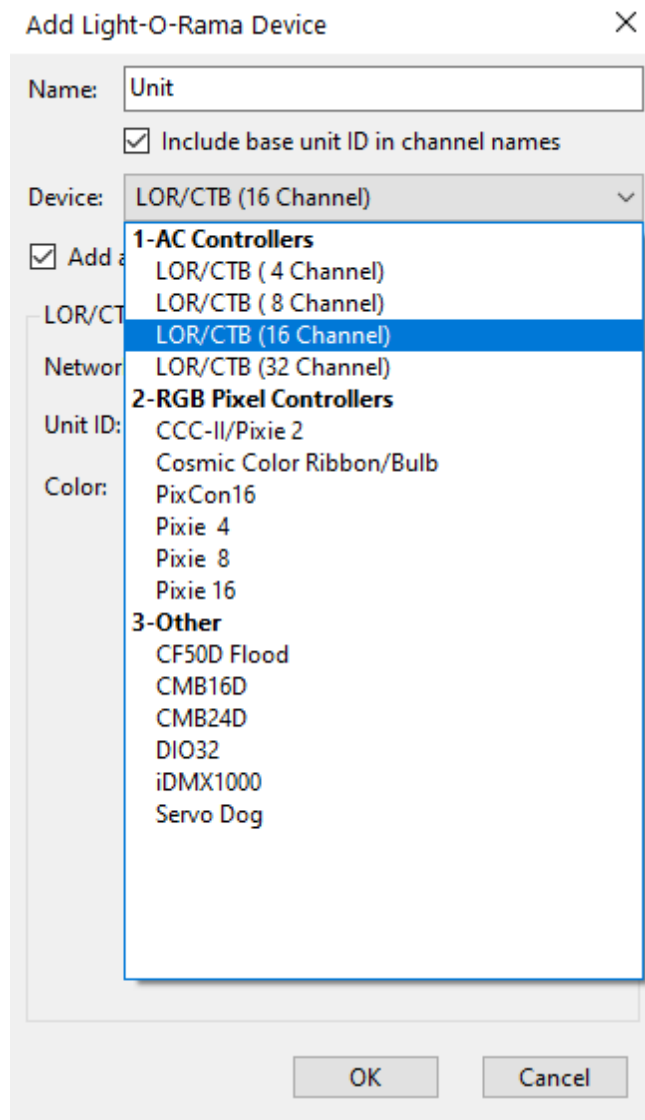 Add Light-O-Rama Device
Name: Unit
Include base unit ID in channel names
Device: LOR/CTB (16 Channel)
Add
1-AC Controllers
LOR/CTB ( 4 Channel)
LOR/CTB ( 8 Channel)
LOR/CT
LOR/CTB (16 Channel)
Networ
LOR/CTB (32 Channel)
2-RGB Pixel Controllers
Unit ID:
CCC-II/Pixie 2
Cosmic Color Ribbon/Bulb
Color:
PixCon16
Pixie  4
Pixie  8
Pixie 16
3-Other
CF50D Flood
CMB16D
CMB24D
DIO32
iDMX1000
Servo Dog
OK
Cancel